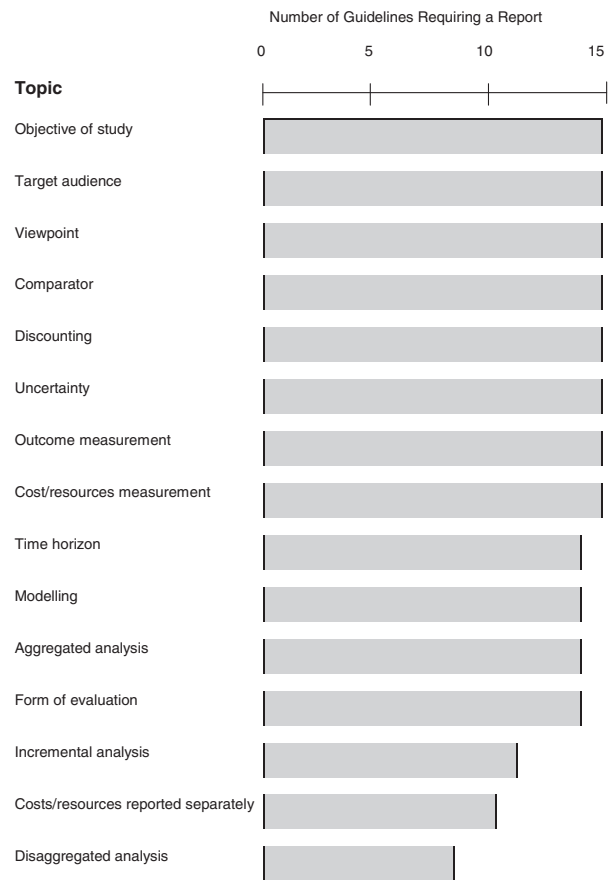 Number of Guidelines Requiring a Report
0 5 10 15
Topic
Objective of study
Target audience
Viewpoint
Comparator
Discounting
Uncertainty
Outcome measurement
Cost/resources measurement
Time horizon
Modelling
Aggregated analysis
Form of evaluation
Incremental analysis
Costs/resources reported separately
Disaggregated analysis